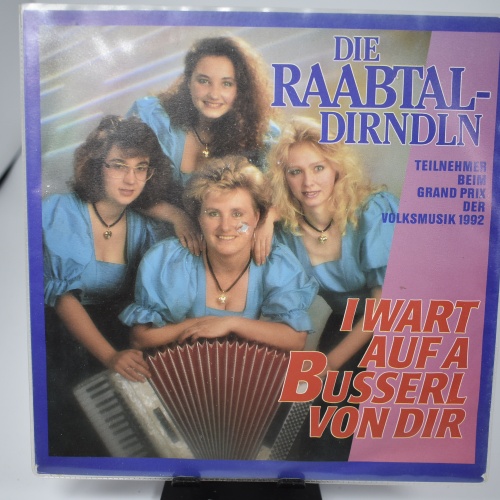 DIE
RAABTAL-
DIRNDLN
TEILNEHMER
BEIM
GRAND PRIX
DER
VOLKSMUSIK 1992
I WART
AUF A
BUSSERL
VON DIR